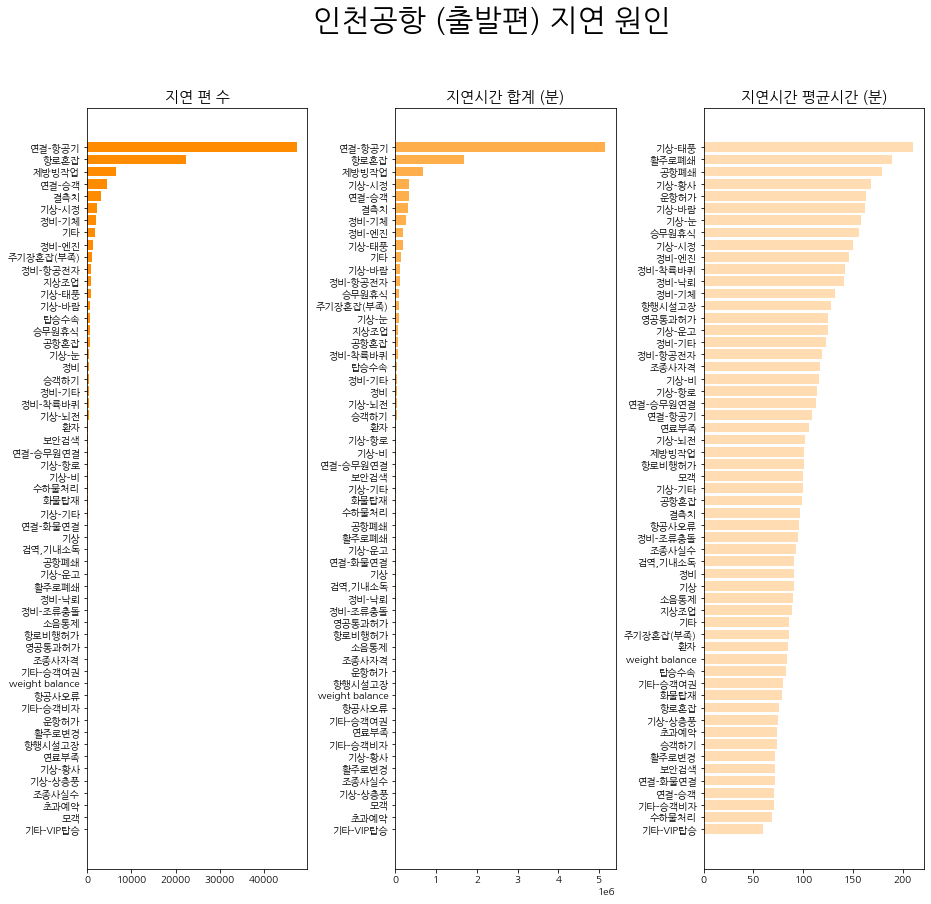 인천공항 (출발편) 지연 원인
지연 편 수
연결-항공기
항로혼잡
제방빙작업
연결-승객
결측치
기상-시정
정비-기체
기타
정비-엔진
주기장혼잡(부족)
정비-항공전자
지상조업
기상-태풍
기상-바람
탑승수속
승무원휴식
공항혼잡
기상-눈
정비
승객하기
정비-기타
정비-착륙바퀴
기상-뇌전
환자
보안검색
연결-승무원연결
기상-항로
기상-비
수하물처리
화물탑재
기상-기타
연결-화물연결
기상
검역,기내소독
공항폐쇄
기상-운고
활주로폐쇄
정비-낙뢰
정비-조류충돌
소음통제
항로비행허가
영공통과허가
조종사자격
기타-승객여권
weight balance
항공사오류
기타-승객비자
운항허가
활주로변경
항행시설고장
연료부족
기상-황사
기상-상층풍
조종사실수
초과예약
모객
기타-VIP탑승
0 10000 20000 30000 40000
지연시간 합계 (분)
연결-항공기
항로혼잡
제방빙작업
기상-시정
연결-승객
결측치
정비-기체
정비-엔진
기상-태풍
기타
기상-바람
정비-항공전자
승무원휴식
주기장혼잡(부족)
기상-눈
지상조업
공항혼잡
정비-착륙바퀴
탑승수속
정비-기타
정비
기상-뇌전
승객하기
환자
기상-항로
기상-비
연결-승무원연결
보안검색
기상-기타
화물탑재
수하물처리
공항폐쇄
활주로폐쇄
기상-운고
연결-화물연결
기상
검역,기내소독
정비-낙뢰
정비-조류충돌
영공통과허가
항로비행허가
소음통제
조종사자격
운항허가
항행시설고장
weight balance
항공사오류
기타-승객여권
연료부족
기타-승객비자
기상-황사
활주로변경
조종사실수
기상-상층풍
모객
초과예약
기타-VIP탑승
0 1 2 3 4 5
1e6
지연시간 평균시간 (분)
기상-태풍
활주로폐쇄
공항폐쇄
기상-황사
운항허가
기상-바람
기상-눈
승무원휴식
기상-시정
정비-엔진
정비-착륙바퀴
정비-낙뢰
정비-기체
항행시설고장
영공통과허가
기상-운고
정비-기타
정비-항공전자
조종사자격
기상-비
기상-항로
연결-승무원연결
연결-항공기
연료부족
기상-뇌전
제방빙작업
항로비행허가
모객
기상-기타
공항혼잡
결측치
항공사오류
정비-조류충돌
조종사실수
검역,기내소독
정비
기상
소음통제
지상조업
기타
주기장혼잡(부족)
환자
weight balance
탑승수속
기타-승객여권
화물탑재
항로혼잡
기상-상층풍
초과예약
승객하기
활주로변경
보안검색
연결-화물연결
연결-승객
기타-승객비자
수하물처리
기타-VIP탑승
0 50 100 150 200